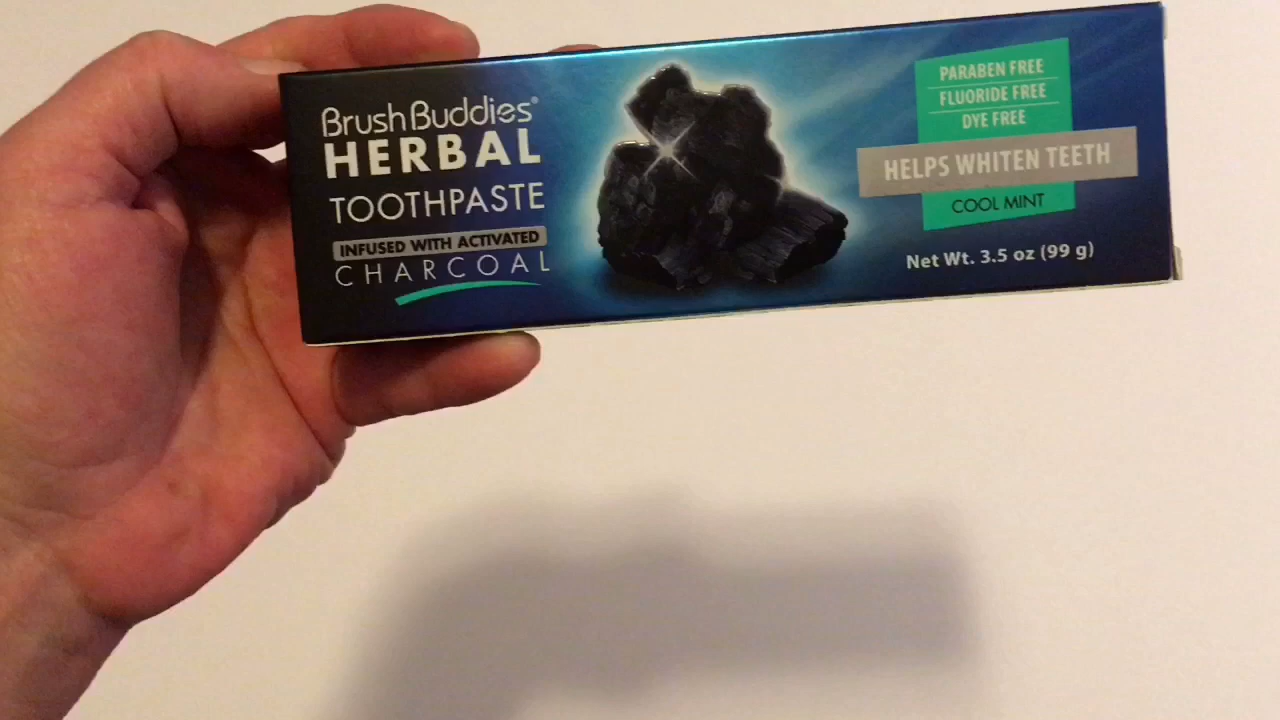 BrushBuddies®
HERBAL
TOOTHPASTE
INFUSED WITH ACTIVATED
CHARCOAL
PARABEN FREE
FLUORIDE FREE
DYE FREE
HELPS WHITEN TEETH
COOL MINT
Net Wt. 3.5 oz (99 g)